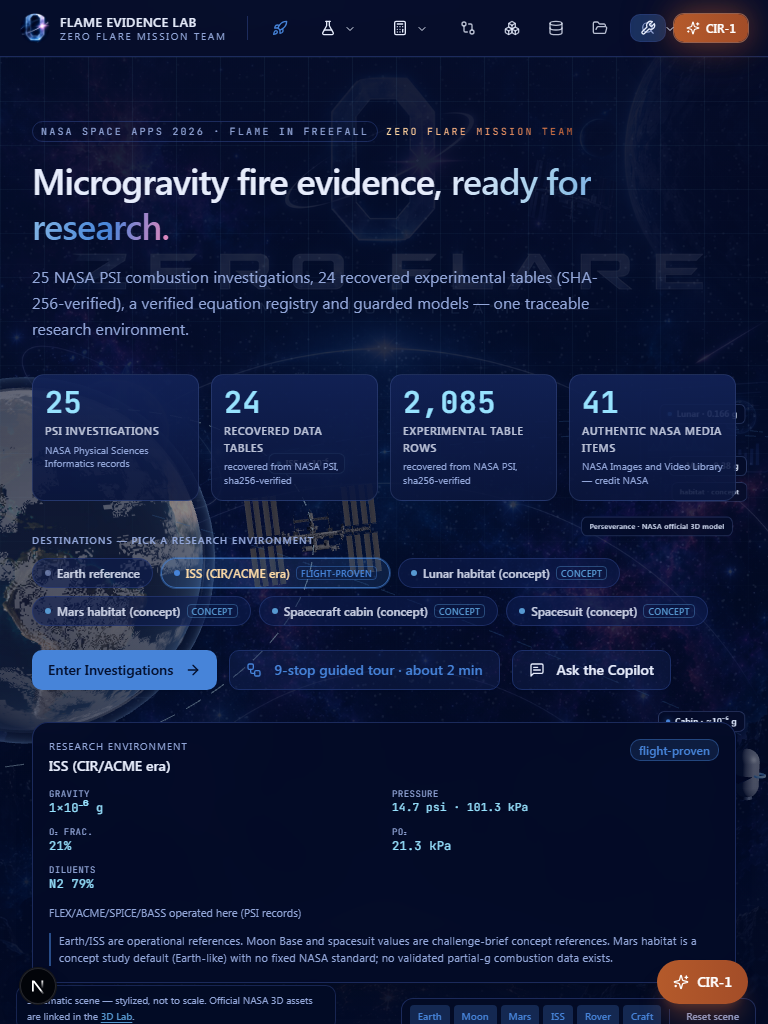 FLAME EVIDENCE LAB
ZERO FLARE MISSION TEAM
CIR-1
NASA SPACE APPS 2026 · FLAME IN FREEFALL
ZERO FLARE MISSION TEAM
Microgravity fire evidence, ready for
research.
ZERO FLARE
25 NASA PSI combustion investigations, 24 recovered experimental tables (SHA-
256-verified), a verified equation registry and guarded models — one traceable
research environment.
25
PSI INVESTIGATIONS
NASA Physical Sciences
Informatics records
24
RECOVERED DATA
TABLES
recovered from NASA PSI,
sha256-verified
2,085
EXPERIMENTAL TABLE
ROWS
recovered from NASA PSI,
sha256-verified
41
AUTHENTIC NASA MEDIA
ITEMS
NASA Images and Video Library
— credit NASA
Lunar · 0.166 g
Perseverance · NASA official 3D model
DESTINATIONS — PICK A RESEARCH ENVIRONMENT
Earth reference
ISS (CIR/ACME era) FLIGHT-PROVEN
Lunar habitat (concept) CONCEPT
Mars habitat (concept) CONCEPT
Spacecraft cabin (concept) CONCEPT
Spacesuit (concept) CONCEPT
Enter Investigations →
9-stop guided tour · about 2 min
Ask the Copilot
RESEARCH ENVIRONMENT
flight-proven
ISS (CIR/ACME era)
GRAVITY
1×10⁻⁶ g
PRESSURE
14.7 psi · 101.3 kPa
O₂ FRAC.
21%
PO₂
21.3 kPa
DILUENTS
N2 79%
FLEX/ACME/SPICE/BASS operated here (PSI records)
Earth/ISS are operational references. Moon Base and spacesuit values are challenge-brief concept references. Mars habitat is a
concept study default (Earth-like) with no fixed NASA standard; no validated partial-g combustion data exists.
N
CIR-1
scene — stylized, not to scale. Official NASA 3D assets
are linked in the 3D Lab.
Earth
Moon
Mars
ISS
Rover
Craft
Reset scene